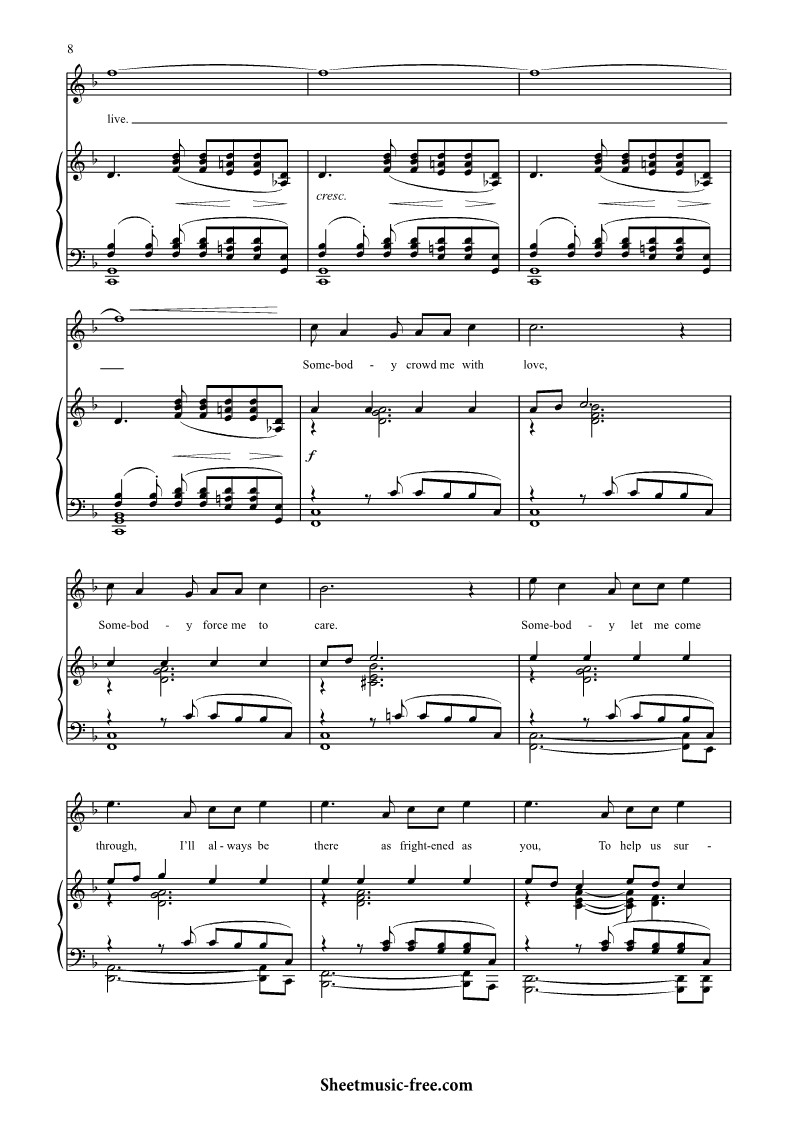 8
live.
cresc.
Some-bod - y crowd me with love,
f
Some-bod - y force me to care. Some-bod - y let me come
through, I'll al - ways be there as fright-ened as you, To help us sur -
Sheetmusic-free.com